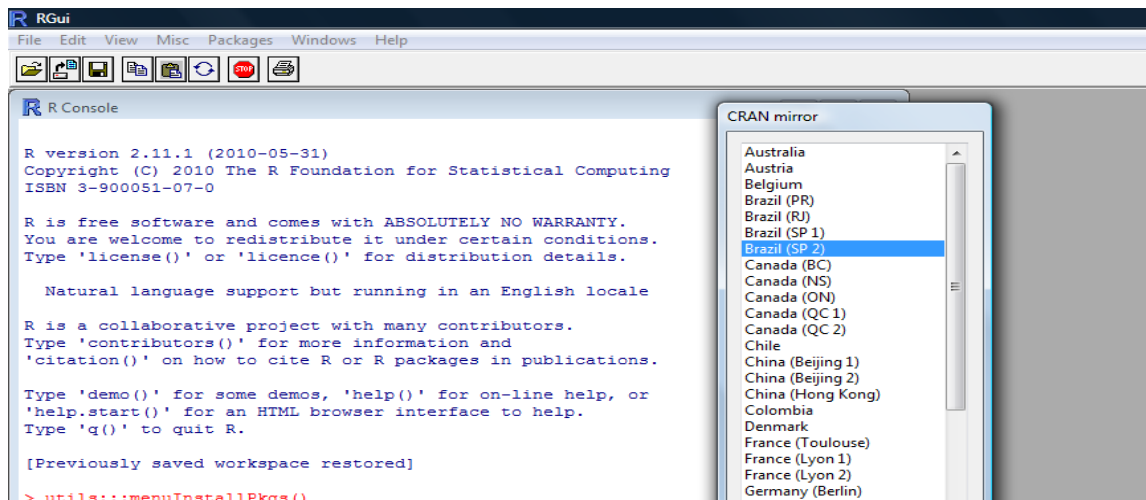 RGui
File Edit View Misc Packages Windows Help
STOP
R Console
R version 2.11.1 (2010-05-31)
Copyright (C) 2010 The R Foundation for Statistical Computing
ISBN 3-900051-07-0
R is free software and comes with ABSOLUTELY NO WARRANTY.
You are welcome to redistribute it under certain conditions.
Type 'license()' or 'licence()' for distribution details.
Natural language support but running in an English locale
R is a collaborative project with many contributors.
Type 'contributors()' for more information and
'citation()' on how to cite R or R packages in publications.
Type 'demo()' for some demos, 'help()' for on-line help, or
'help.start()' for an HTML browser interface to help.
Type 'q()' to quit R.
[Previously saved workspace restored]
> utils:::menuInstallPkgs()
CRAN mirror
Australia
Austria
Belgium
Brazil (PR)
Brazil (RJ)
Brazil (SP 1)
Brazil (SP 2)
Canada (BC)
Canada (NS)
Canada (ON)
Canada (QC 1)
Canada (QC 2)
Chile
China (Beijing 1)
China (Beijing 2)
China (Hong Kong)
Colombia
Denmark
France (Toulouse)
France (Lyon 1)
France (Lyon 2)
Germany (Berlin)